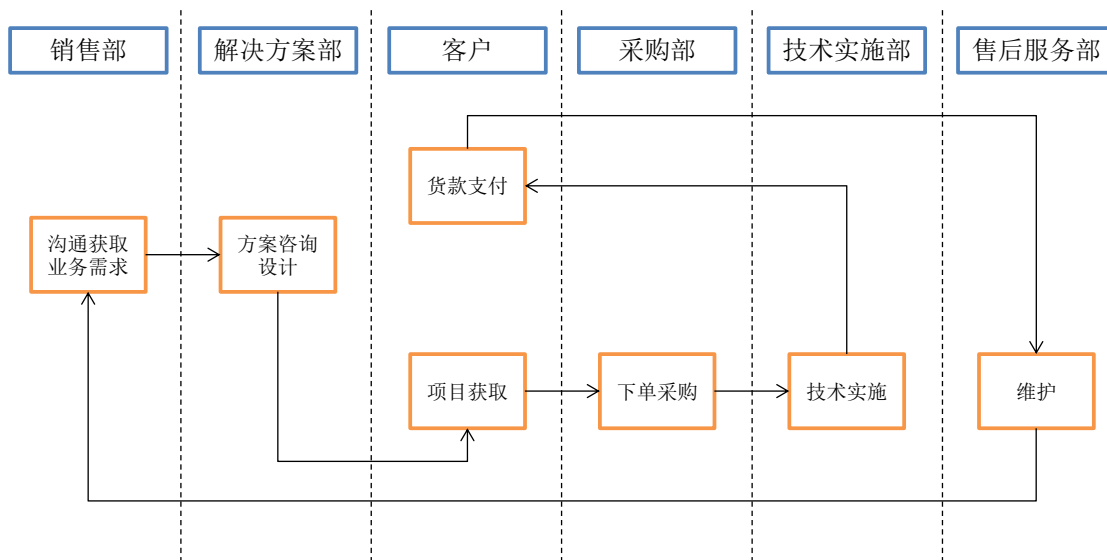 销售部
解决方案部
客户
采购部
技术实施部
售后服务部
货款支付
沟通获取
业务需求
方案咨询
设计
项目获取
下单采购
技术实施
维护